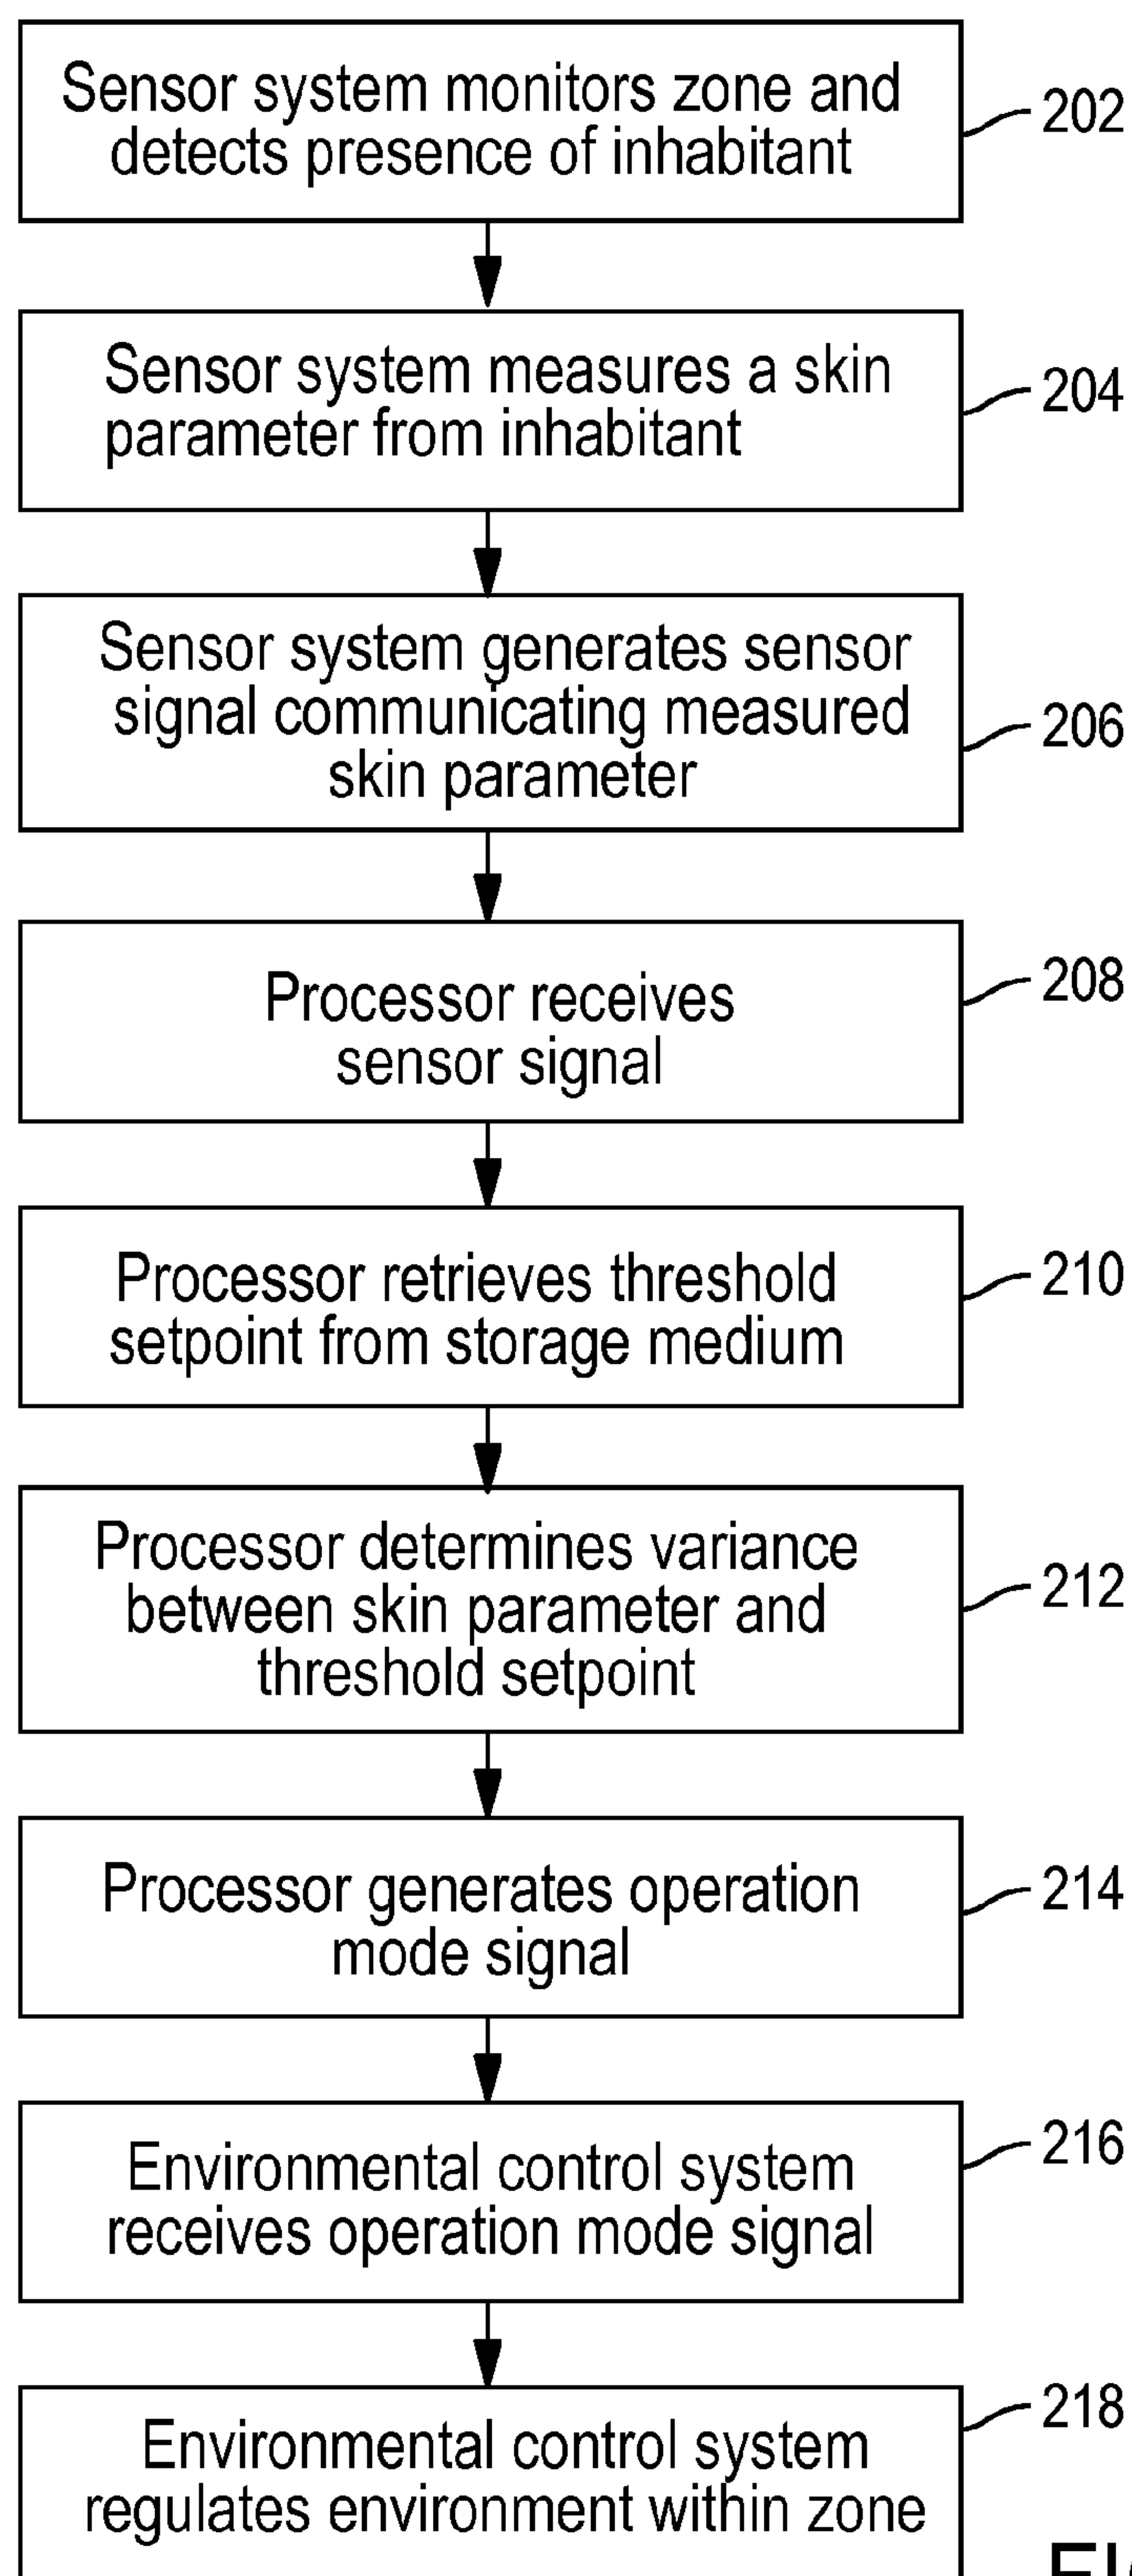 Sensor system monitors zone and
detects presence of inhabitant
202
Sensor system measures a skin
parameter from inhabitant
204
Sensor system generates sensor
signal communicating measured
skin parameter
206
Processor receives
sensor signal
208
Processor retrieves threshold
setpoint from storage medium
210
Processor determines variance
between skin parameter and
threshold setpoint
212
Processor generates operation
mode signal
214
Environmental control system
receives operation mode signal
216
Environmental control system
regulates environment within zone
218